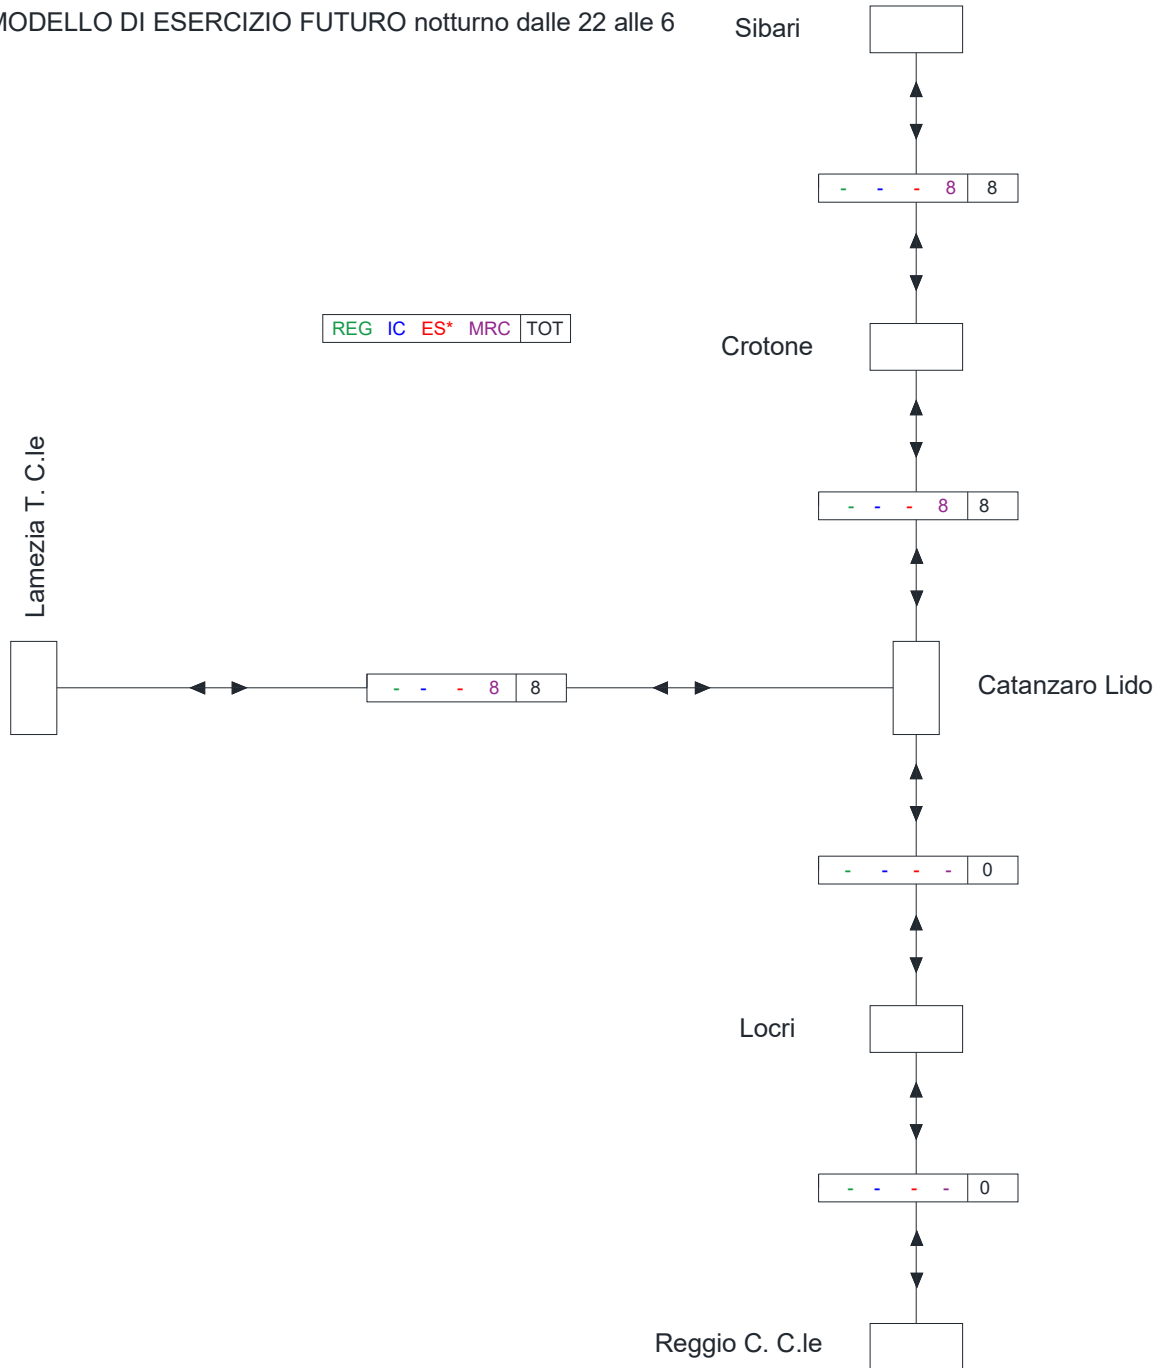 MODELLO DI ESERCIZIO FUTURO notturno dalle 22 alle 6
Sibari
- - - 8 8
REG IC ES* MRC TOT
Crotone
Lamezia T. C.le
- - - 8 8
- - - 8 8
Catanzaro Lido
- - - - 0
Locri
- - - - 0
Reggio C. C.le